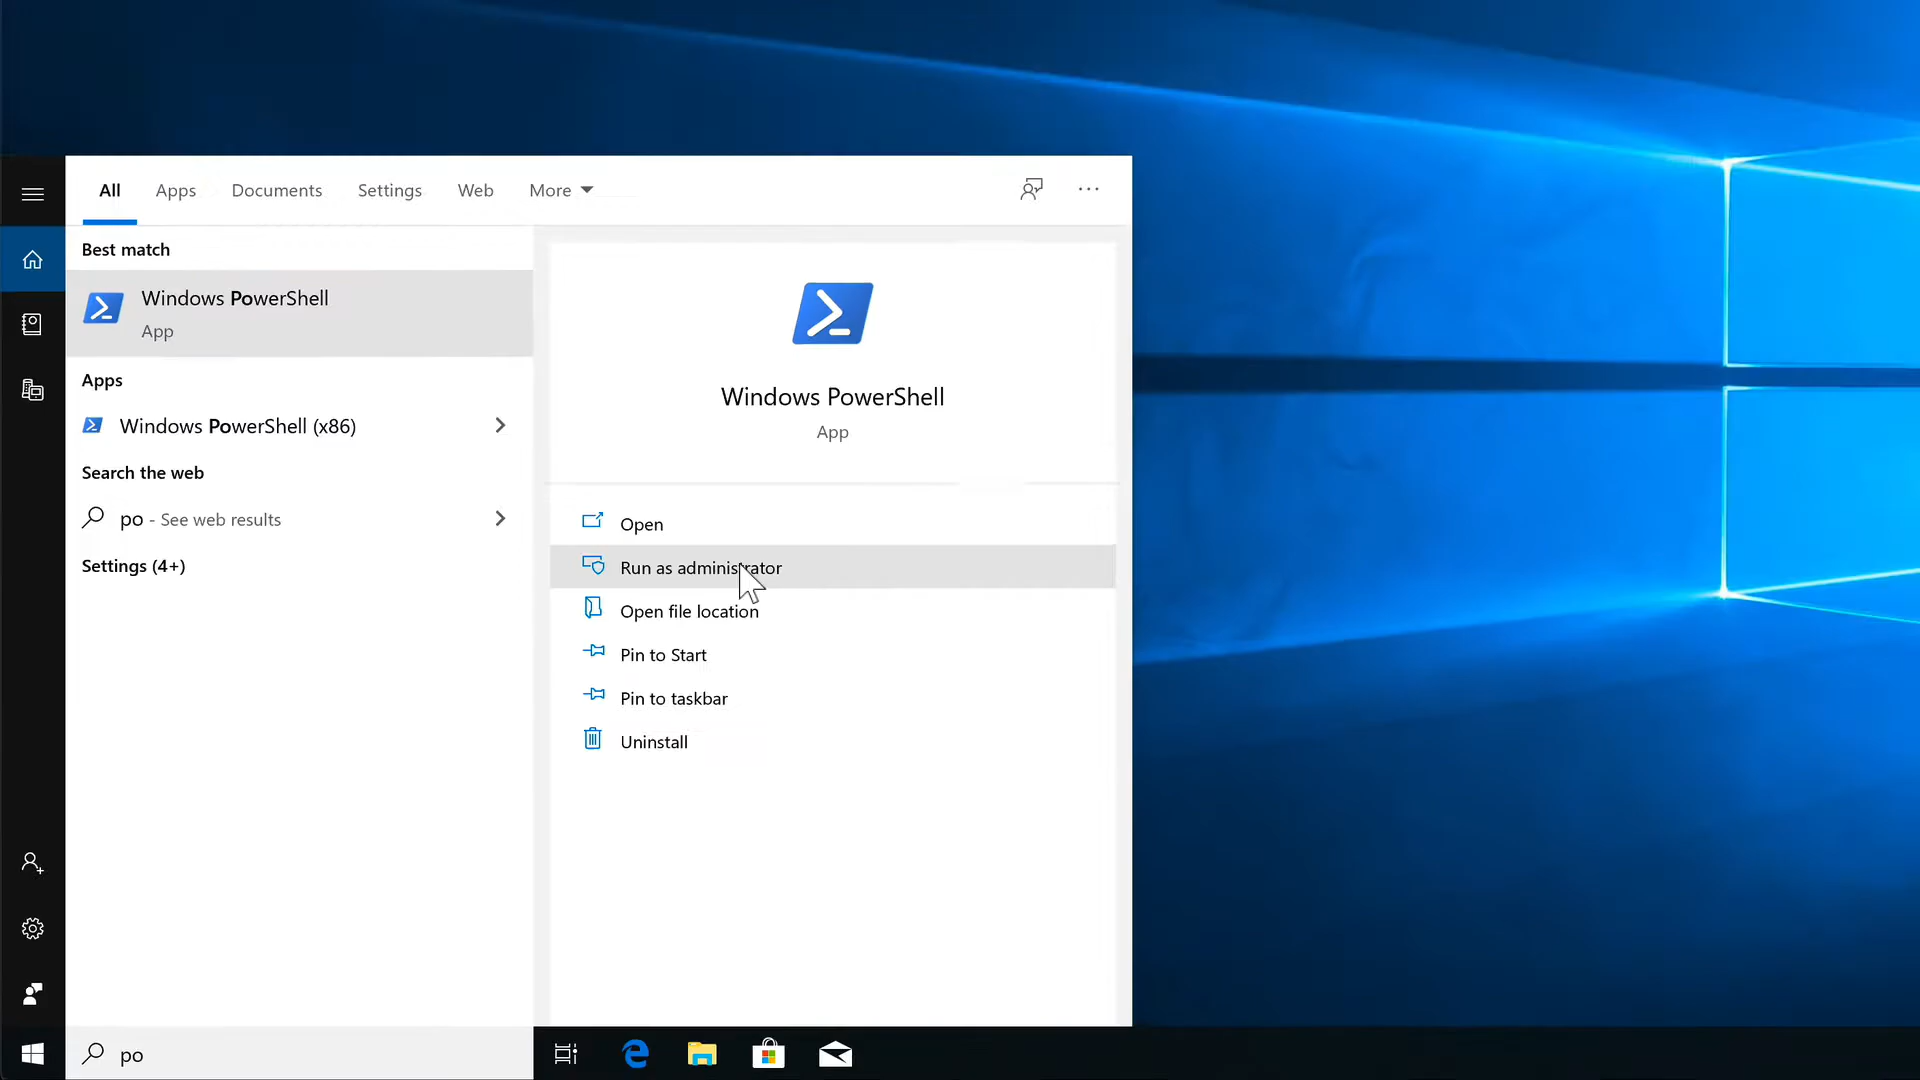 All Apps Documents Settings Web More
Best match
Windows PowerShell
App
Apps
Windows PowerShell (x86)
Search the web
po - See web results
Settings (4+)
Windows PowerShell
App
Open
Run as administrator
Open file location
Pin to Start
Pin to taskbar
Uninstall
po